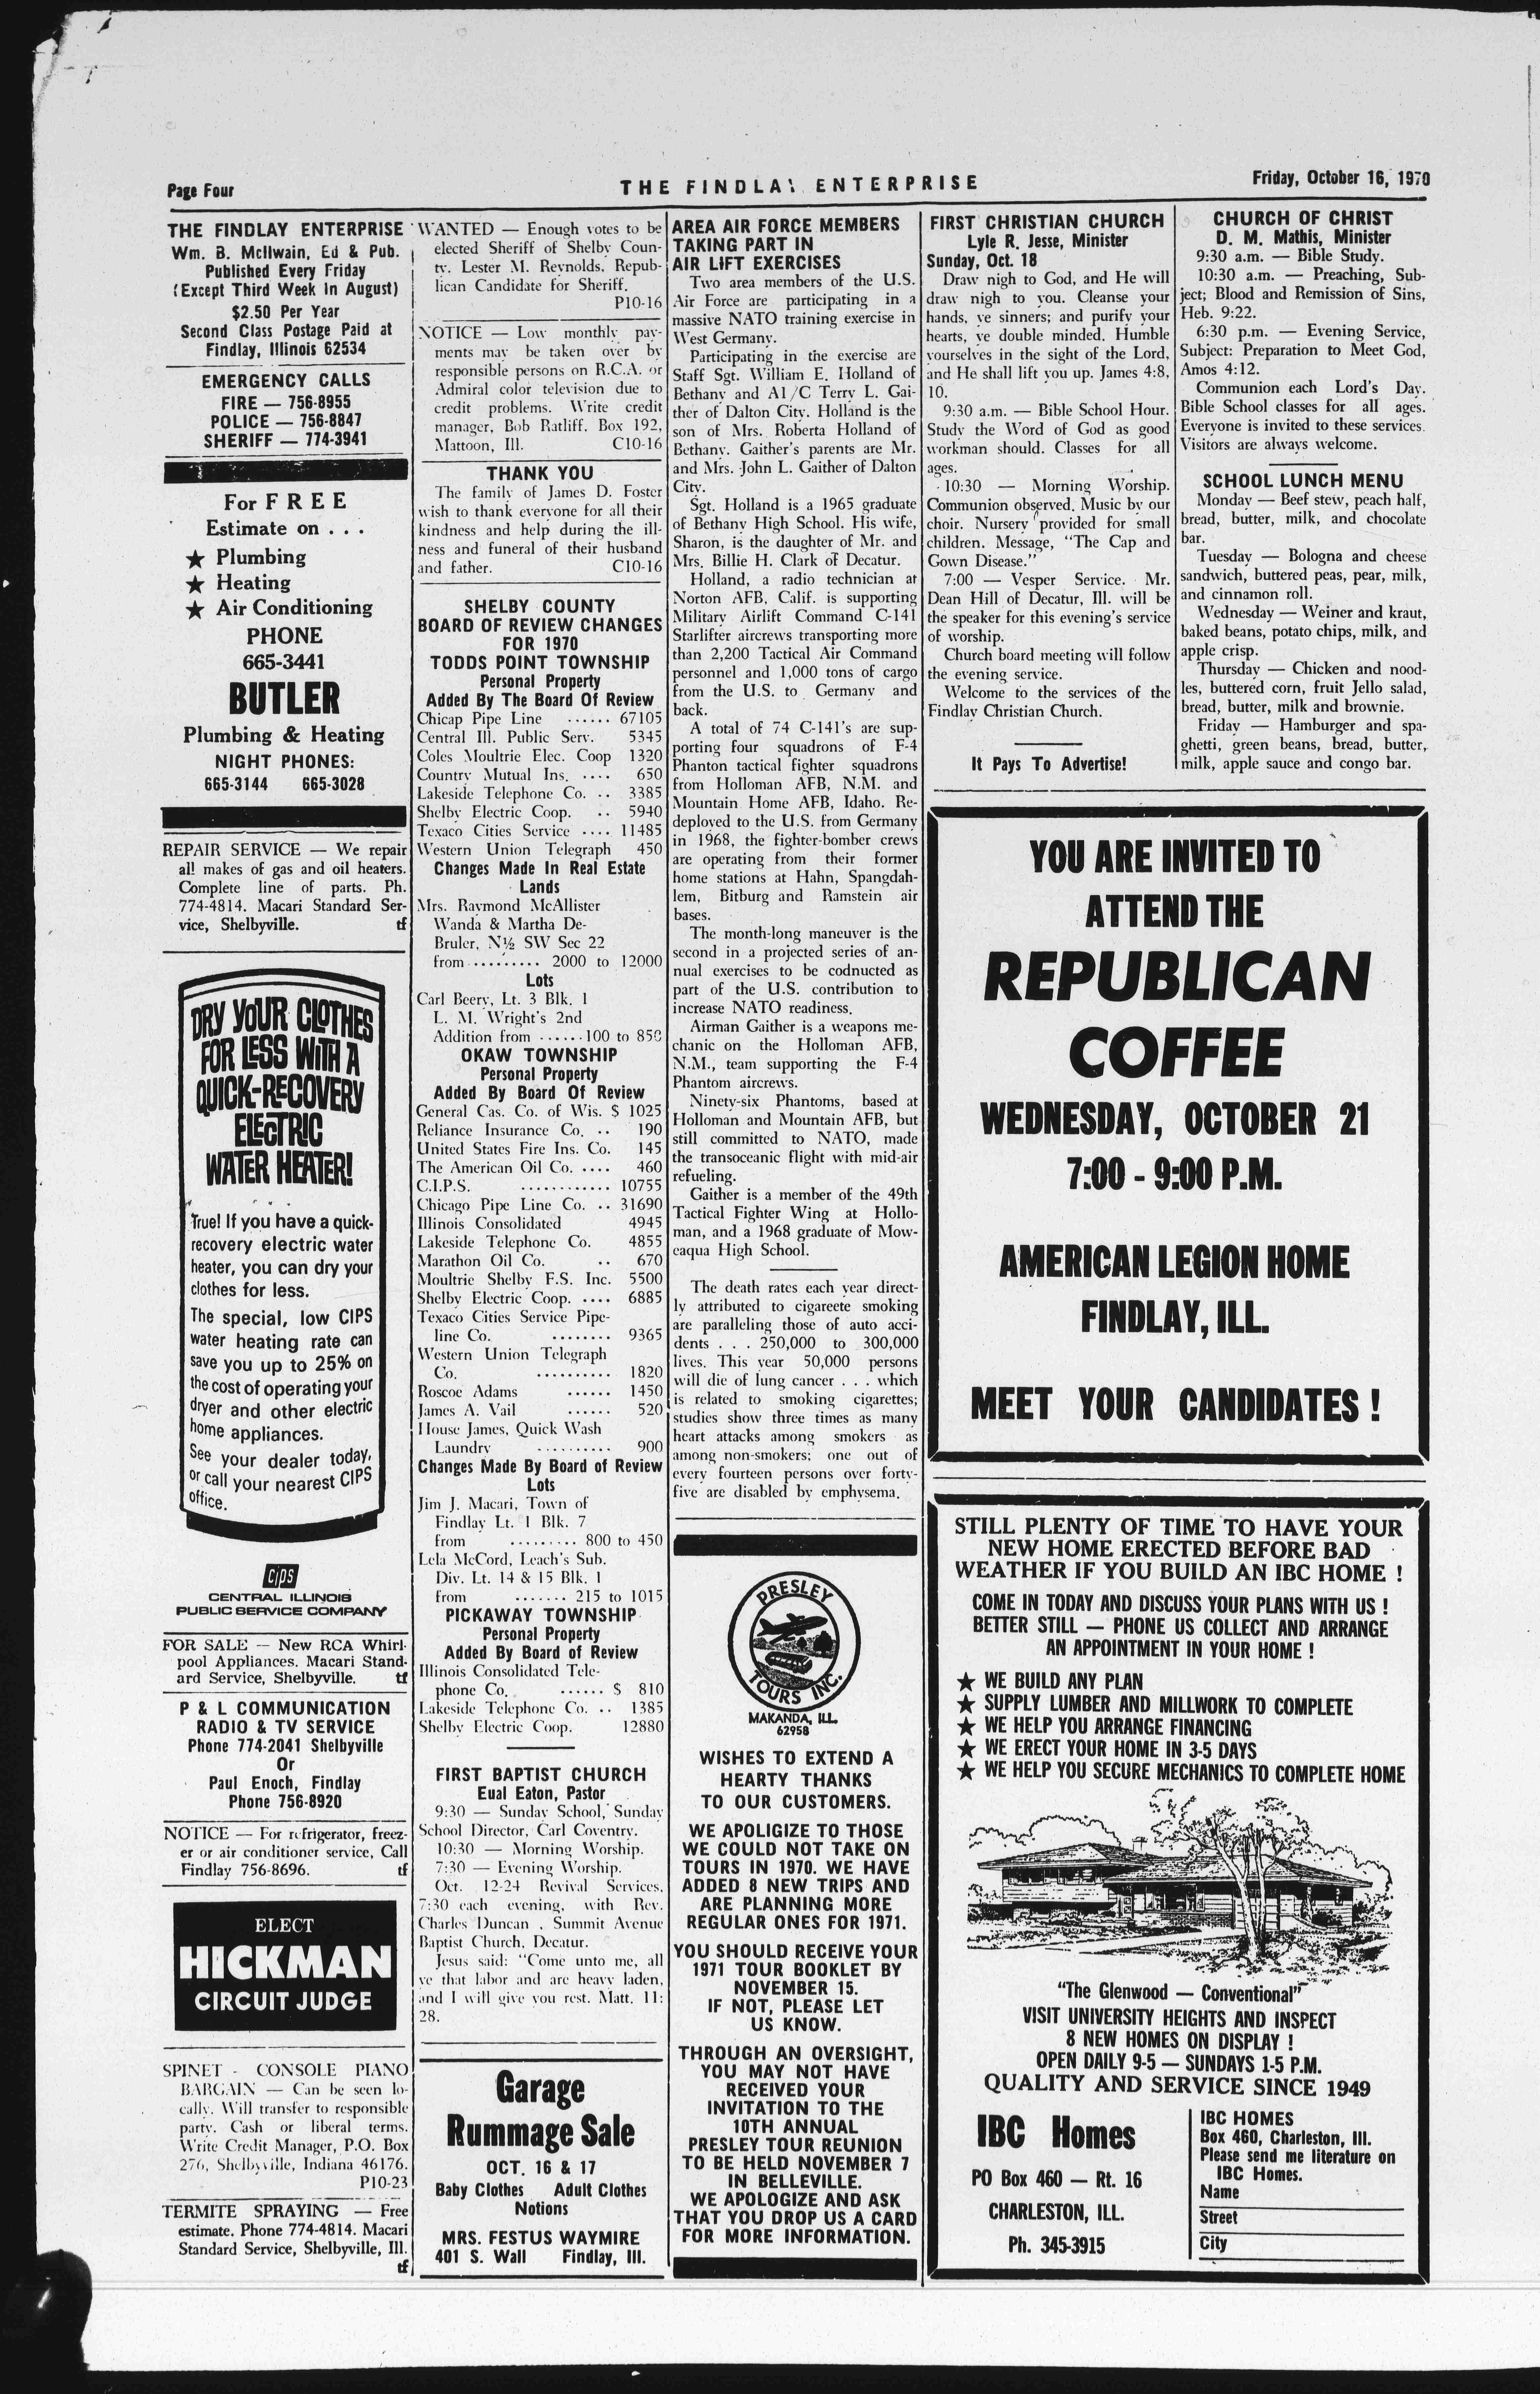 Page Four
THE FINDLAY ENTERPRISE
Friday, October 16, 1970
THE FINDLAY ENTERPRISE
Wm. B. McIlwain, Ed & Pub.
Published Every Friday
(Except Third Week In August)
$2.50 Per Year
Second Class Postage Paid at
Findlay, Illinois 62534
EMERGENCY CALLS
FIRE — 756-8955
POLICE — 756-8847
SHERIFF — 774-3941
For FREE
Estimate on . . .
★ Plumbing
★ Heating
★ Air Conditioning
PHONE
665-3441
BUTLER
Plumbing & Heating
NIGHT PHONES:
665-3144 665-3028
REPAIR SERVICE — We repair
all makes of gas and oil heaters.
Complete line of parts. Ph.
774-4814. Macari Standard Ser-
vice, Shelbyville. tf
DRY YOUR CLOTHES
FOR LESS WITH A
QUICK-RECOVERY
ELECTRIC
WATER HEATER!
True! If you have a quick-
recovery electric water
heater, you can dry your
clothes for less.
The special, low CIPS
water heating rate can
save you up to 25% on
the cost of operating your
dryer and other electric
home appliances.
See your dealer today,
or call your nearest CIPS
office.
CIPS
CENTRAL ILLINOIS
PUBLIC SERVICE COMPANY
FOR SALE — New RCA Whirl-
pool Appliances. Macari Stand-
ard Service, Shelbyville. tf
P & L COMMUNICATION
RADIO & TV SERVICE
Phone 774-2041 Shelbyville
Or
Paul Enoch, Findlay
Phone 756-8920
NOTICE — For refrigerator, freez-
er or air conditioner service, Call
Findlay 756-8696. tf
ELECT
HICKMAN
CIRCUIT JUDGE
SPINET - CONSOLE PIANO
BARGAIN — Can be seen lo-
cally. Will transfer to responsible
party. Cash or liberal terms.
Write Credit Manager, P.O. Box
276, Shelbyville, Indiana 46176.
P10-23
TERMITE SPRAYING — Free
estimate. Phone 774-4814. Macari
Standard Service, Shelbyville, Ill.
tf
WANTED — Enough votes to be
elected Sheriff of Shelby Coun-
ty. Lester M. Reynolds, Repub-
lican Candidate for Sheriff.
P10-16
NOTICE — Low monthly pay-
ments may be taken over by
responsible persons on R.C.A. or
Admiral color television due to
credit problems. Write credit
manager, Bob Ratliff, Box 192,
Mattoon, Ill. C10-16
THANK YOU
The family of James D. Foster
wish to thank everyone for all their
kindness and help during the ill-
ness and funeral of their husband
and father. C10-16
SHELBY COUNTY
BOARD OF REVIEW CHANGES
FOR 1970
TODDS POINT TOWNSHIP
Personal Property
Added By The Board Of Review
Chicap Pipe Line ...... 67105
Central Ill. Public Serv. 5345
Coles Moultrie Elec. Coop 1320
Country Mutual Ins. .... 650
Lakeside Telephone Co. .. 3385
Shelby Electric Coop. .. 5940
Texaco Cities Service .... 11485
Western Union Telegraph 450
Changes Made In Real Estate
Lands
Mrs. Raymond McAllister
Wanda & Martha De-
Bruler, N½ SW Sec 22
from ......... 2000 to 12000
Lots
Carl Beery, Lt. 3 Blk. 1
L. M. Wright's 2nd
Addition from ......100 to 850
OKAW TOWNSHIP
Personal Property
Added By Board Of Review
General Cas. Co. of Wis. $ 1025
Reliance Insurance Co. .. 190
United States Fire Ins. Co. 145
The American Oil Co. .... 460
C.I.P.S. ............ 10755
Chicago Pipe Line Co. .. 31690
Illinois Consolidated 4945
Lakeside Telephone Co. 4855
Marathon Oil Co. .. 670
Moultrie Shelby F.S. Inc. 5500
Shelby Electric Coop. .... 6885
Texaco Cities Service Pipe-
line Co. ........ 9365
Western Union Telegraph
Co. .......... 1820
Roscoe Adams ...... 1450
James A. Vail ...... 520
House James, Quick Wash
Laundry .......... 900
Changes Made By Board of Review
Lots
Jim J. Macari, Town of
Findlay Lt. 1 Blk. 7
from ......... 800 to 450
Lela McCord, Leach's Sub.
Div. Lt. 14 & 15 Blk. 1
from ....... 215 to 1015
PICKAWAY TOWNSHIP
Personal Property
Added By Board of Review
Illinois Consolidated Tele-
phone Co. ...... $ 810
Lakeside Telephone Co. .. 1385
Shelby Electric Coop. 12880
FIRST BAPTIST CHURCH
Eual Eaton, Pastor
9:30 — Sunday School, Sunday
School Director, Carl Coventry.
10:30 — Morning Worship.
7:30 — Evening Worship.
Oct. 12-24 Revival Services,
7:30 each evening, with Rev.
Charles Duncan , Summit Avenue
Baptist Church, Decatur.
Jesus said: "Come unto me, all
ye that labor and are heavy laden,
and I will give you rest. Matt. 11:
28.
Garage
Rummage Sale
OCT. 16 & 17
Baby Clothes Adult Clothes
Notions
MRS. FESTUS WAYMIRE
401 S. Wall Findlay, Ill.
AREA AIR FORCE MEMBERS
TAKING PART IN
AIR LIFT EXERCISES
Two area members of the U.S.
Air Force are participating in a
massive NATO training exercise in
West Germany.
Participating in the exercise are
Staff Sgt. William E. Holland of
Bethany and A1/C Terry L. Gai-
ther of Dalton City. Holland is the
son of Mrs. Roberta Holland of
Bethany. Gaither's parents are Mr.
and Mrs. John L. Gaither of Dalton
City.
Sgt. Holland is a 1965 graduate
of Bethany High School. His wife,
Sharon, is the daughter of Mr. and
Mrs. Billie H. Clark of Decatur.
Holland, a radio technician at
Norton AFB, Calif. is supporting
Military Airlift Command C-141
Starlifter aircrews transporting more
than 2,200 Tactical Air Command
personnel and 1,000 tons of cargo
from the U.S. to Germany and
back.
A total of 74 C-141's are sup-
porting four squadrons of F-4
Phanton tactical fighter squadrons
from Holloman AFB, N.M. and
Mountain Home AFB, Idaho. Re-
deployed to the U.S. from Germany
in 1968, the fighter-bomber crews
are operating from their former
home stations at Hahn, Spangdah-
lem, Bitburg and Ramstein air
bases.
The month-long maneuver is the
second in a projected series of an-
nual exercises to be codnucted as
part of the U.S. contribution to
increase NATO readiness.
Airman Gaither is a weapons me-
chanic on the Holloman AFB,
N.M., team supporting the F-4
Phantom aircrews.
Ninety-six Phantoms, based at
Holloman and Mountain AFB, but
still committed to NATO, made
the transoceanic flight with mid-air
refueling.
Gaither is a member of the 49th
Tactical Fighter Wing at Hollo-
man, and a 1968 graduate of Mow-
eaqua High School.
The death rates each year direct-
ly attributed to cigareete smoking
are paralleling those of auto acci-
dents . . . 250,000 to 300,000
lives. This year 50,000 persons
will die of lung cancer . . . which
is related to smoking cigarettes;
studies show three times as many
heart attacks among smokers as
among non-smokers; one out of
every fourteen persons over forty-
five are disabled by emphysema.
PRESLEY
TOURS INC.
MAKANDA, ILL.
62958
WISHES TO EXTEND A
HEARTY THANKS
TO OUR CUSTOMERS.
WE APOLIGIZE TO THOSE
WE COULD NOT TAKE ON
TOURS IN 1970. WE HAVE
ADDED 8 NEW TRIPS AND
ARE PLANNING MORE
REGULAR ONES FOR 1971.
YOU SHOULD RECEIVE YOUR
1971 TOUR BOOKLET BY
NOVEMBER 15.
IF NOT, PLEASE LET
US KNOW.
THROUGH AN OVERSIGHT,
YOU MAY NOT HAVE
RECEIVED YOUR
INVITATION TO THE
10TH ANNUAL
PRESLEY TOUR REUNION
TO BE HELD NOVEMBER 7
IN BELLEVILLE.
WE APOLOGIZE AND ASK
THAT YOU DROP US A CARD
FOR MORE INFORMATION.
FIRST CHRISTIAN CHURCH
Lyle R. Jesse, Minister
Sunday, Oct. 18
Draw nigh to God, and He will
draw nigh to you. Cleanse your
hands, ye sinners; and purify your
hearts, ye double minded. Humble
yourselves in the sight of the Lord,
and He shall lift you up. James 4:8,
10.
9:30 a.m. — Bible School Hour.
Study the Word of God as good
workman should. Classes for all
ages.
10:30 — Morning Worship.
Communion observed. Music by our
choir. Nursery provided for small
children. Message, "The Cap and
Gown Disease."
7:00 — Vesper Service. Mr.
Dean Hill of Decatur, Ill. will be
the speaker for this evening's service
of worship.
Church board meeting will follow
the evening service.
Welcome to the services of the
Findlay Christian Church.
It Pays To Advertise!
CHURCH OF CHRIST
D. M. Mathis, Minister
9:30 a.m. — Bible Study.
10:30 a.m. — Preaching, Sub-
ject; Blood and Remission of Sins,
Heb. 9:22.
6:30 p.m. — Evening Service,
Subject: Preparation to Meet God,
Amos 4:12.
Communion each Lord's Day.
Bible School classes for all ages.
Everyone is invited to these services.
Visitors are always welcome.
SCHOOL LUNCH MENU
Monday — Beef stew, peach half,
bread, butter, milk, and chocolate
bar.
Tuesday — Bologna and cheese
sandwich, buttered peas, pear, milk,
and cinnamon roll.
Wednesday — Weiner and kraut,
baked beans, potato chips, milk, and
apple crisp.
Thursday — Chicken and nood-
les, buttered corn, fruit Jello salad,
bread, butter, milk and brownie.
Friday — Hamburger and spa-
ghetti, green beans, bread, butter,
milk, apple sauce and congo bar.
YOU ARE INVITED TO
ATTEND THE
REPUBLICAN
COFFEE
WEDNESDAY, OCTOBER 21
7:00 - 9:00 P.M.
AMERICAN LEGION HOME
FINDLAY, ILL.
MEET YOUR CANDIDATES !
STILL PLENTY OF TIME TO HAVE YOUR
NEW HOME ERECTED BEFORE BAD
WEATHER IF YOU BUILD AN IBC HOME !
COME IN TODAY AND DISCUSS YOUR PLANS WITH US !
BETTER STILL — PHONE US COLLECT AND ARRANGE
AN APPOINTMENT IN YOUR HOME !
★ WE BUILD ANY PLAN
★ SUPPLY LUMBER AND MILLWORK TO COMPLETE
★ WE HELP YOU ARRANGE FINANCING
★ WE ERECT YOUR HOME IN 3-5 DAYS
★ WE HELP YOU SECURE MECHANICS TO COMPLETE HOME
"The Glenwood — Conventional"
VISIT UNIVERSITY HEIGHTS AND INSPECT
8 NEW HOMES ON DISPLAY !
OPEN DAILY 9-5 — SUNDAYS 1-5 P.M.
QUALITY AND SERVICE SINCE 1949
IBC Homes
PO Box 460 — Rt. 16
CHARLESTON, ILL.
Ph. 345-3915
IBC HOMES
Box 460, Charleston, Ill.
Please send me literature on
IBC Homes.
Name
Street
City